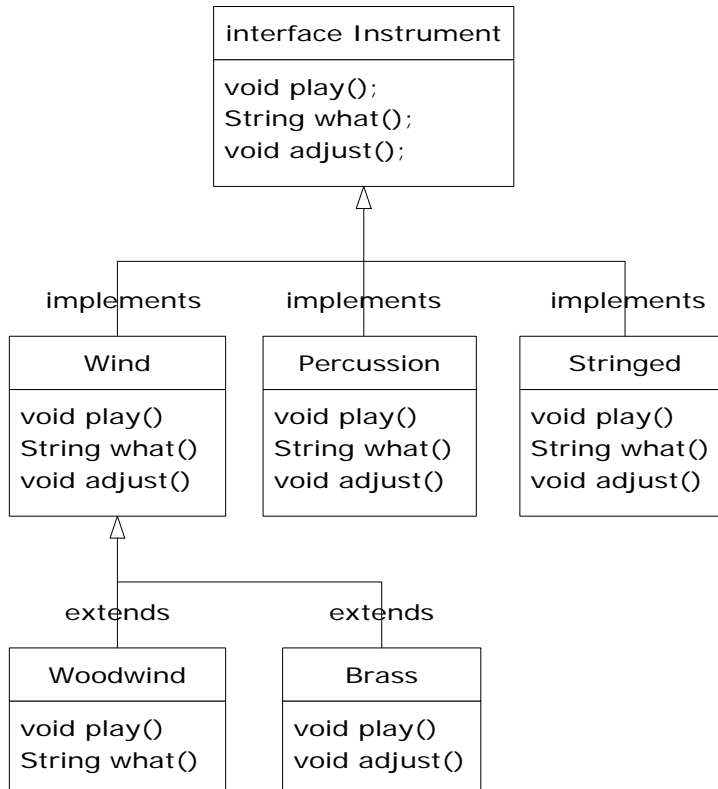 interface Instrument
void play();
String what();
void adjust();
implements
implements
implements
Wind
void play()
String what()
void adjust()
Percussion
void play()
String what()
void adjust()
Stringed
void play()
String what()
void adjust()
extends
extends
Woodwind
void play()
String what()
Brass
void play()
void adjust()